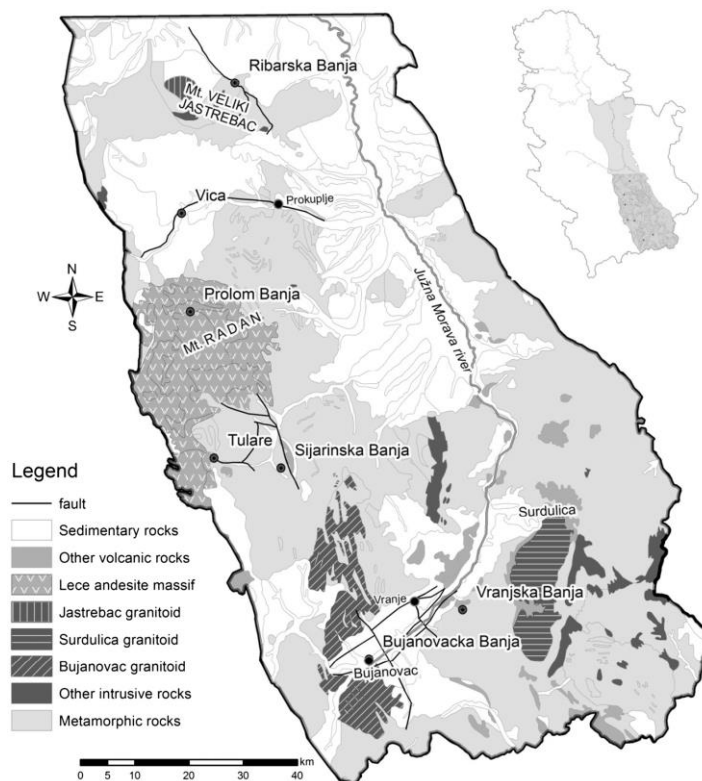 Ribarska Banja
Mt. VELIKI
JASTREBAC
Vica
Prokuplje
N
W
E
S
Prolom Banja
Mt. RADAN
Južna Morava river
Tulare
Sijarinska Banja
Surdulica
Vranje
Vranjska Banja
Bujanovacka Banja
Bujanovac
Legend
fault
Sedimentary rocks
Other volcanic rocks
Lece andesite massif
Jastrebac granitoid
Surdulica granitoid
Bujanovac granitoid
Other intrusive rocks
Metamorphic rocks
km
0 10 20 30 40